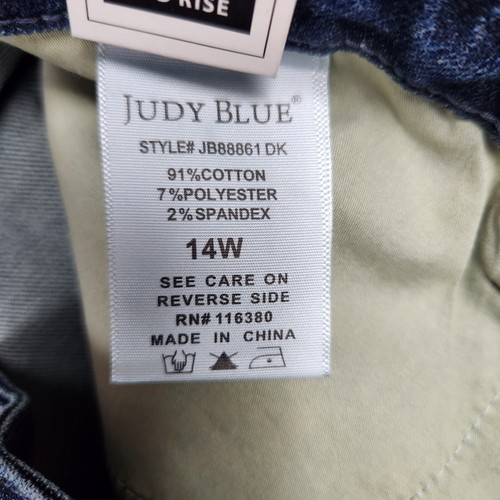 RISE
JUDY BLUE®
STYLE# JB88861 DK
91%COTTON
7%POLYESTER
2%SPANDEX
14W
SEE CARE ON
REVERSE SIDE
RN# 116380
MADE IN CHINA